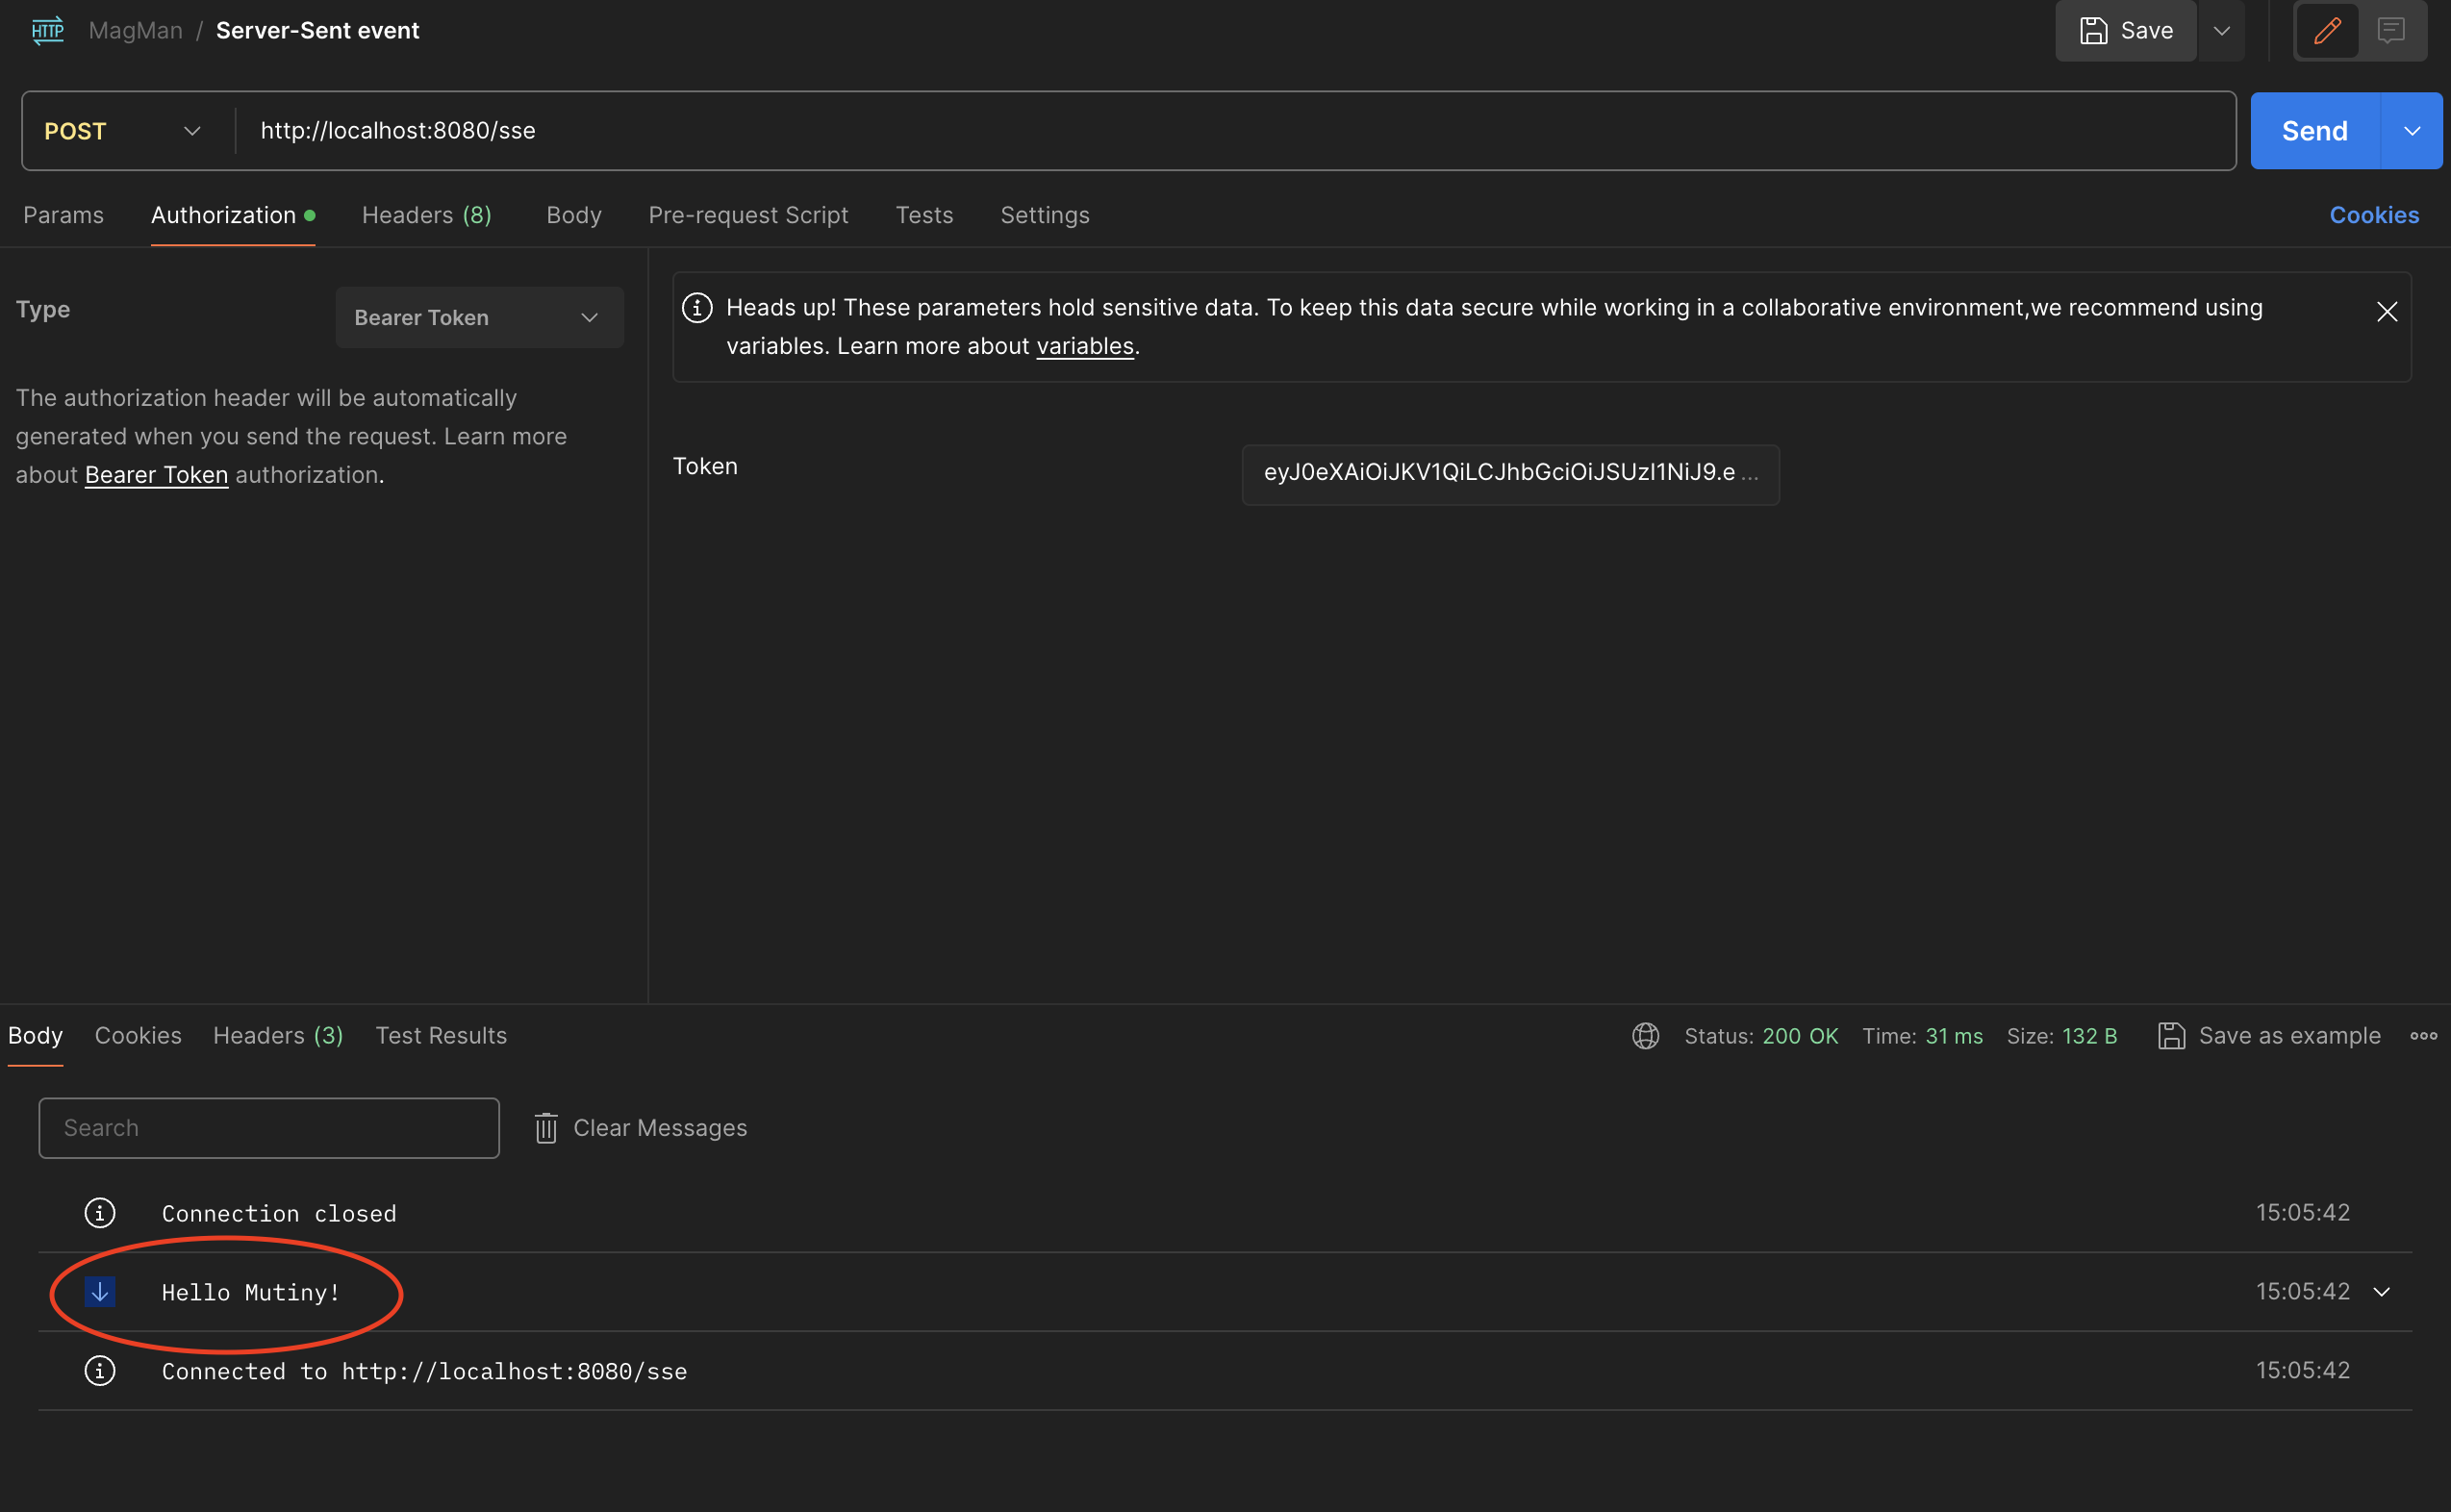 HTTP MagMan / Server-Sent event Save
POST http://localhost:8080/sse Send
Params Authorization Headers (8) Body Pre-request Script Tests Settings Cookies
Type Bearer Token
The authorization header will be automatically
generated when you send the request. Learn more
about Bearer Token authorization.
Heads up! These parameters hold sensitive data. To keep this data secure while working in a collaborative environment,we recommend using
variables. Learn more about variables.
Token eyJ0eXAiOiJKV1QiLCJhbGciOiJSUzI1NiJ9.e ...
Body Cookies Headers (3) Test Results Status: 200 OK Time: 31 ms Size: 132 B Save as example
Search Clear Messages
Connection closed 15:05:42
Hello Mutiny! 15:05:42
Connected to http://localhost:8080/sse 15:05:42